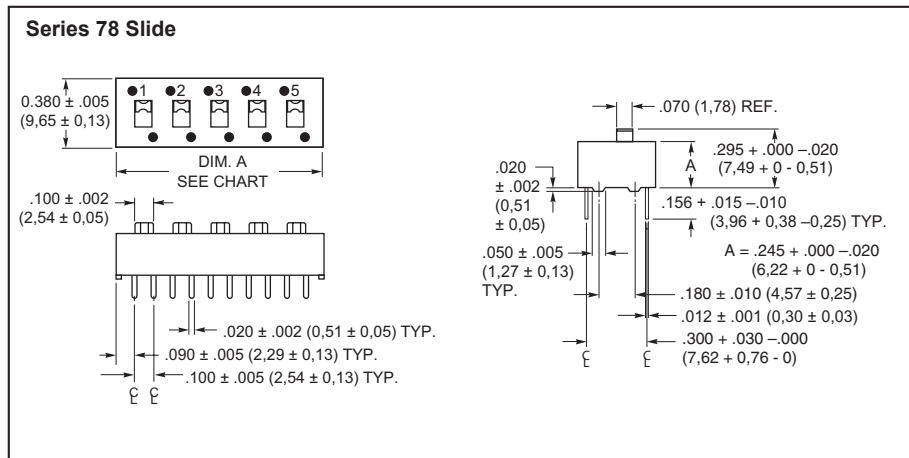 Series 78 Slide
1 2 3 4 5
0.380 ± .005
(9,65 ± 0,13)
DIM. A
SEE CHART
.100 ± .002
(2,54 ± 0,05)
.020 ± .002 (0,51 ± 0,05) TYP.
.090 ± .005 (2,29 ± 0,13) TYP.
.100 ± .005 (2,54 ± 0,13) TYP.
℄ ℄
.070 (1,78) REF.
A
.295 + .000 –.020
(7,49 + 0 - 0,51)
.020
± .002
(0,51
± 0,05)
.156 + .015 –.010
(3,96 + 0,38 –0,25) TYP.
.050 ± .005
(1,27 ± 0,13)
TYP.
A = .245 + .000 –.020
(6,22 + 0 - 0,51)
.180 ± .010 (4,57 ± 0,25)
.012 ± .001 (0,30 ± 0,03)
.300 + .030 –.000
(7,62 + 0,76 - 0)
℄ ℄